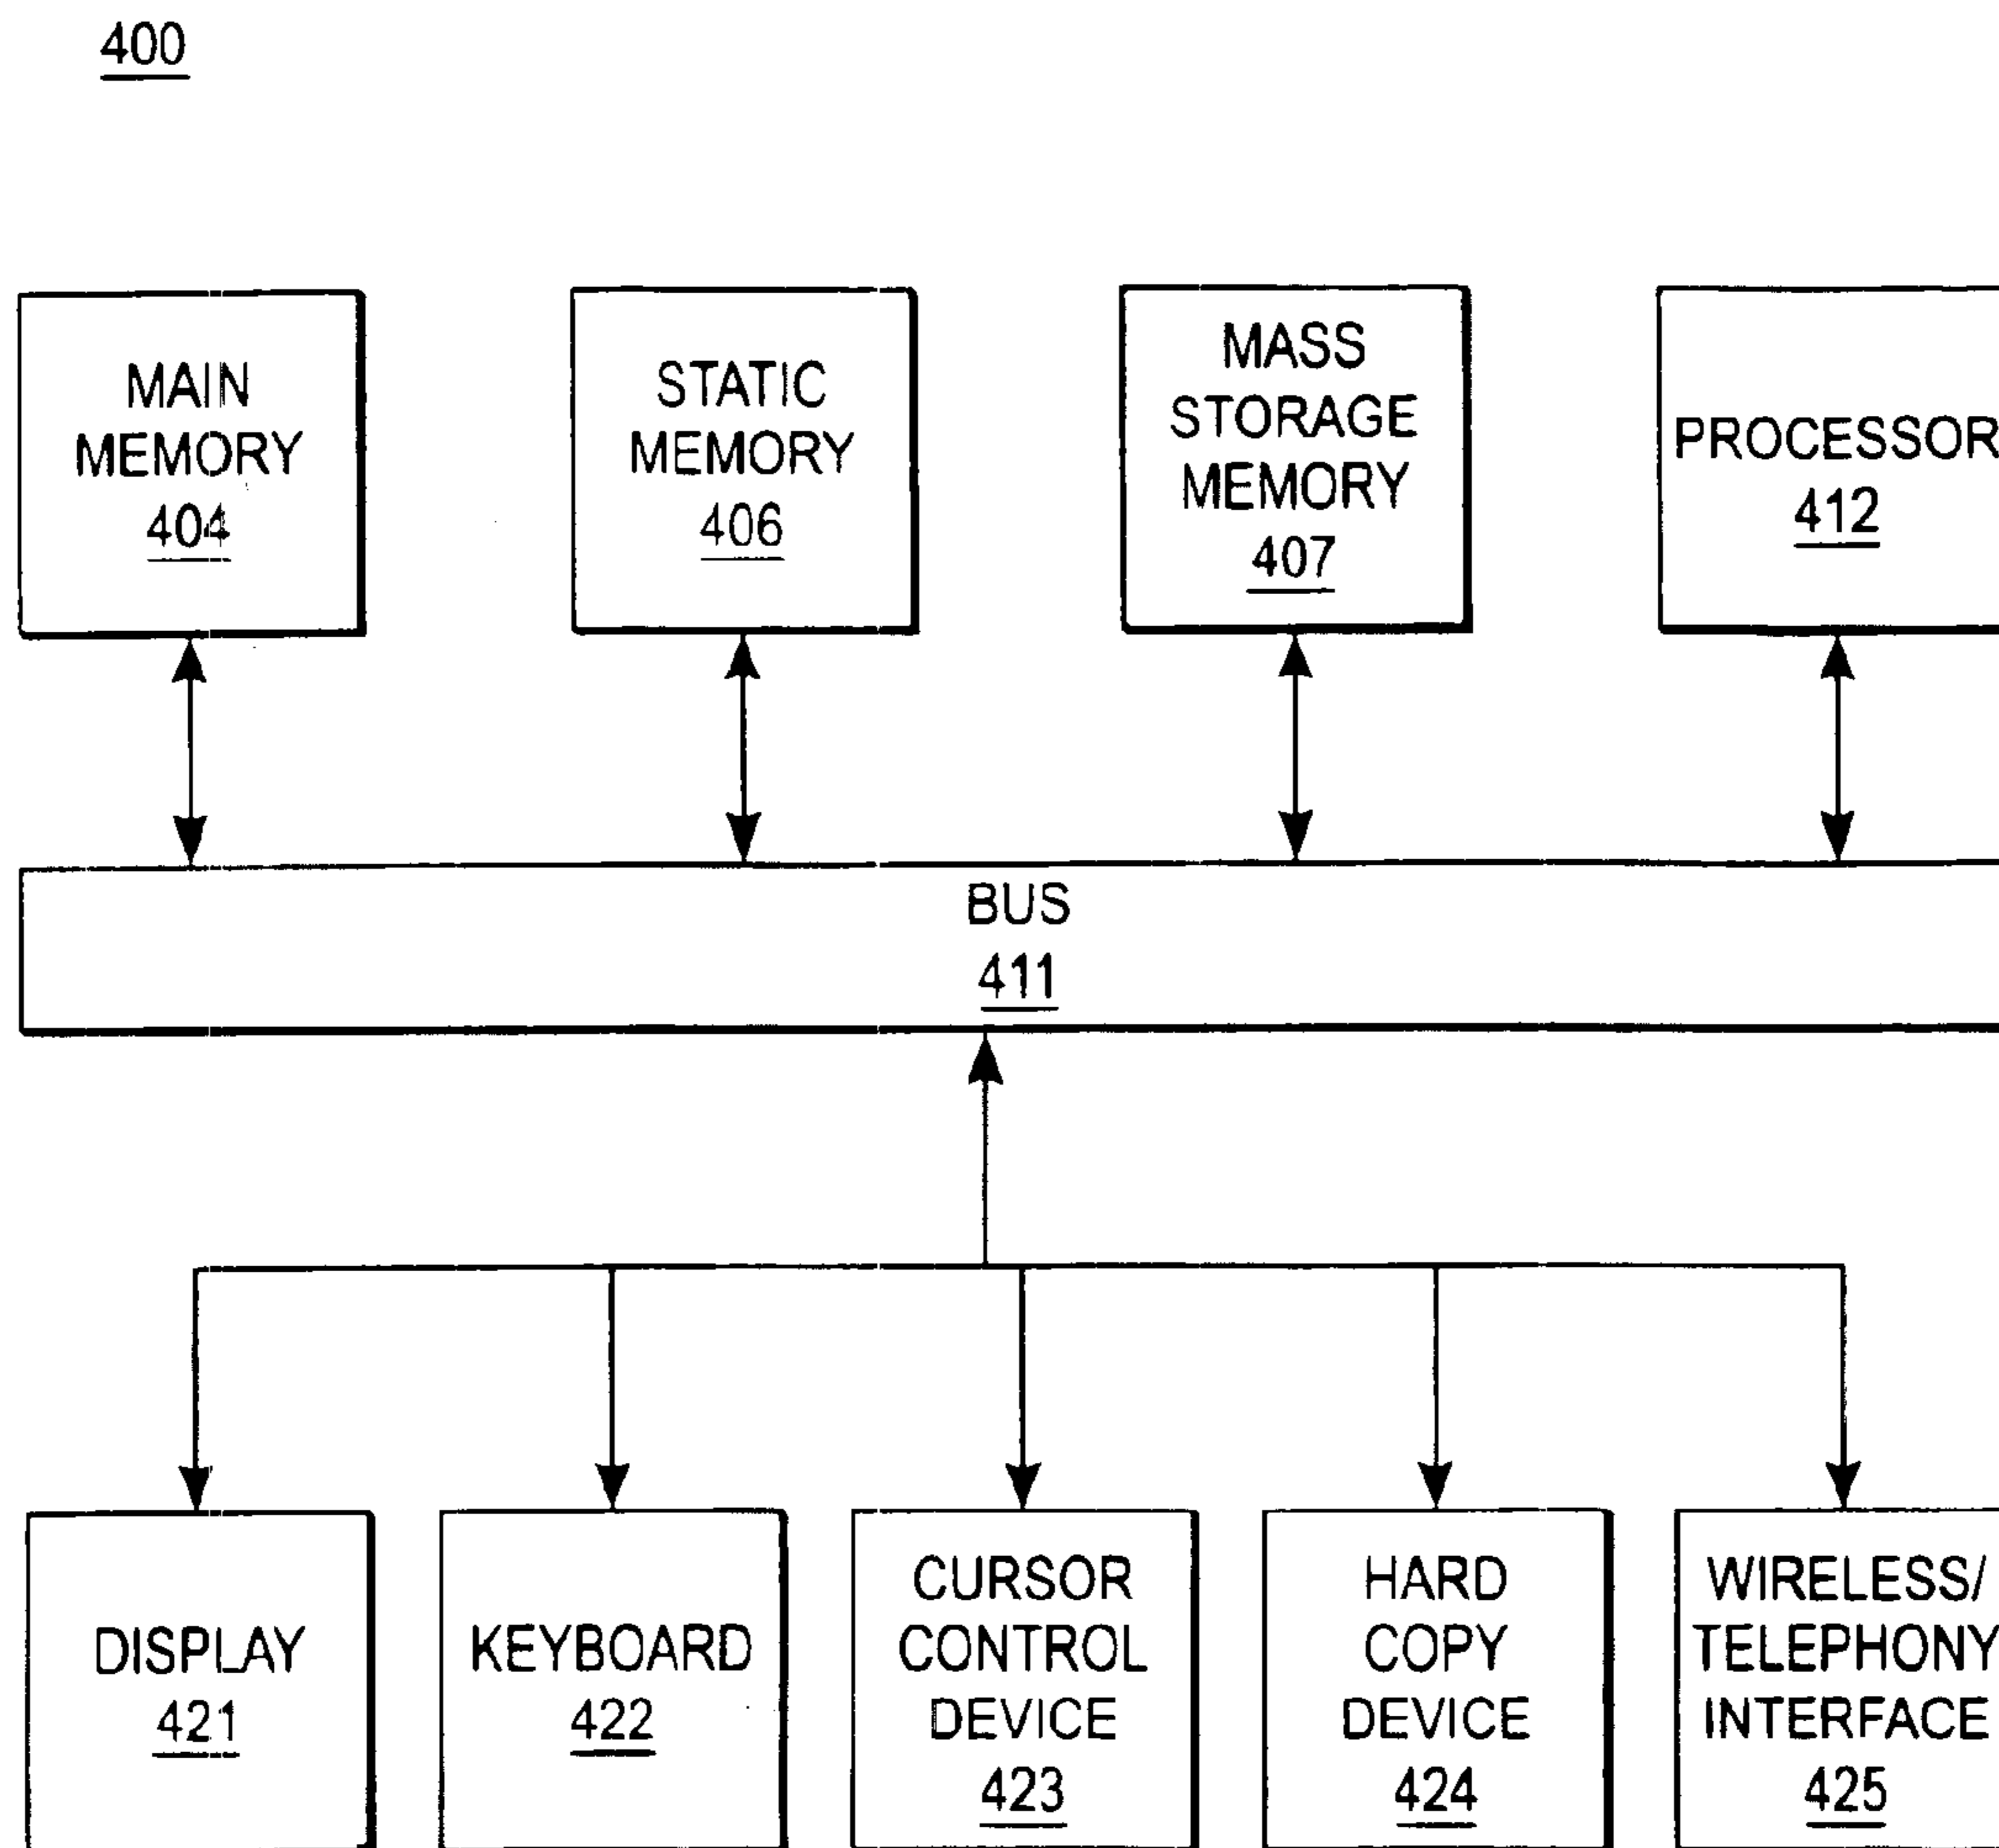 400
MAIN
MEMORY
404
STATIC
MEMORY
406
MASS
STORAGE
MEMORY
407
PROCESSOR
412
BUS
411
DISPLAY
421
KEYBOARD
422
CURSOR
CONTROL
DEVICE
423
HARD
COPY
DEVICE
424
WIRELESS/
TELEPHONY
INTERFACE
425